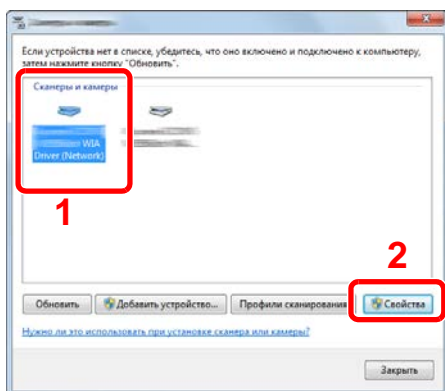 Если устройства нет в списке, убедитесь, что оно включено и подключено к компьютеру,
затем нажмите кнопку "Обновить".
Сканеры и камеры
WIA
Driver (Network)
1
2
Обновить
Добавить устройство...
Профили сканирования
Свойства
Нужно ли это использовать при установке сканера или камеры?
Закрыть